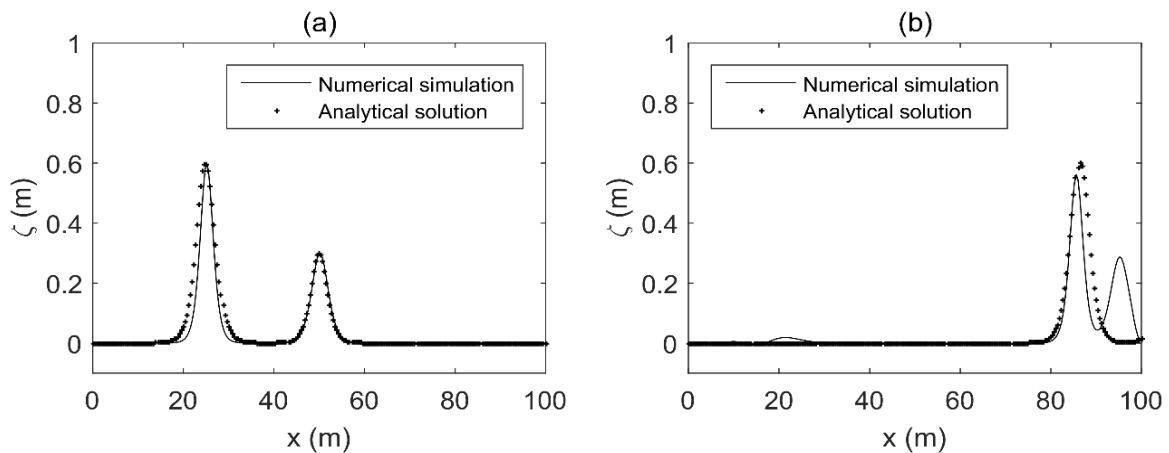 (a)
1
0.8
0.6
0.4
0.2
0
ζ (m)
Numerical simulation
Analytical solution
0 20 40 60 80 100
x (m)
(b)
1
0.8
0.6
0.4
0.2
0
ζ (m)
Numerical simulation
Analytical solution
0 20 40 60 80 100
x (m)